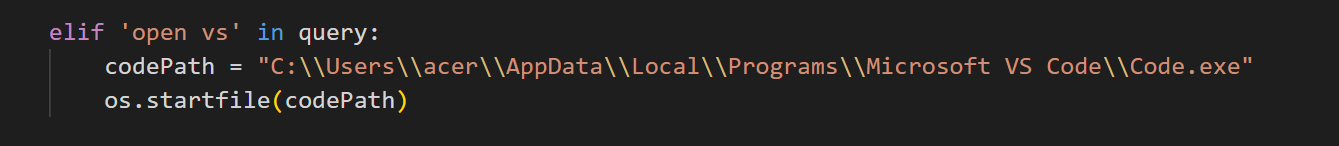 elif 'open vs' in query:
    codePath = "C:\\Users\\acer\\AppData\\Local\\Programs\\Microsoft VS Code\\Code.exe"
    os.startfile(codePath)